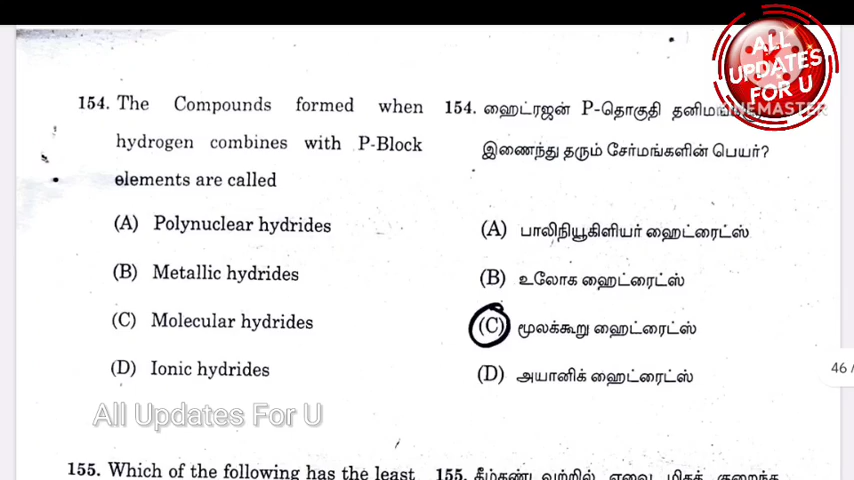 ALL
UPDATES
FOR U
154. The Compounds formed when
hydrogen combines with P-Block
elements are called
(A) Polynuclear hydrides
(B) Metallic hydrides
(C) Molecular hydrides
(D) Ionic hydrides
154. ஹைட்ரஜன் P-தொகுதி
இணைந்து தரும் சேர்மங்களின் பெயர்?
(A) பாலிநியூகிளியர் ஹைட்ரைட்ஸ்
(B) உலோக ஹைட்ரைட்ஸ்
(C) மூலக்கூறு ஹைட்ரைட்ஸ்
(D) அயானிக் ஹைட்ரைட்ஸ்
46 /
All Updates For U
155. Which of the following has the least
155.